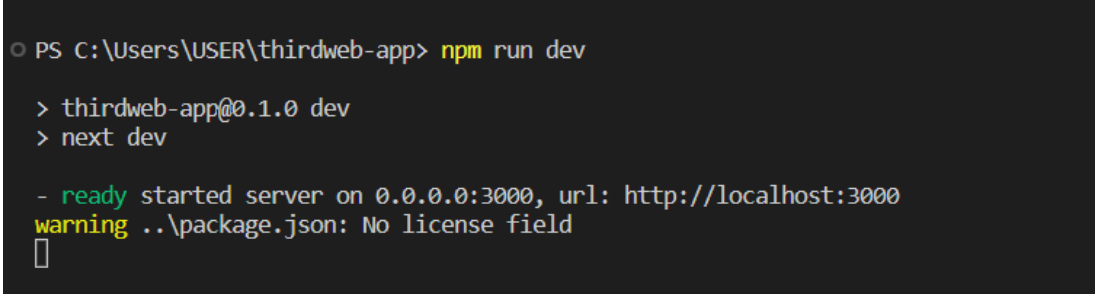 PS C:\Users\USER\thirdweb-app> npm run dev
> thirdweb-app@0.1.0 dev
> next dev
- ready started server on 0.0.0.0:3000, url: http://localhost:3000
warning ..\package.json: No license field